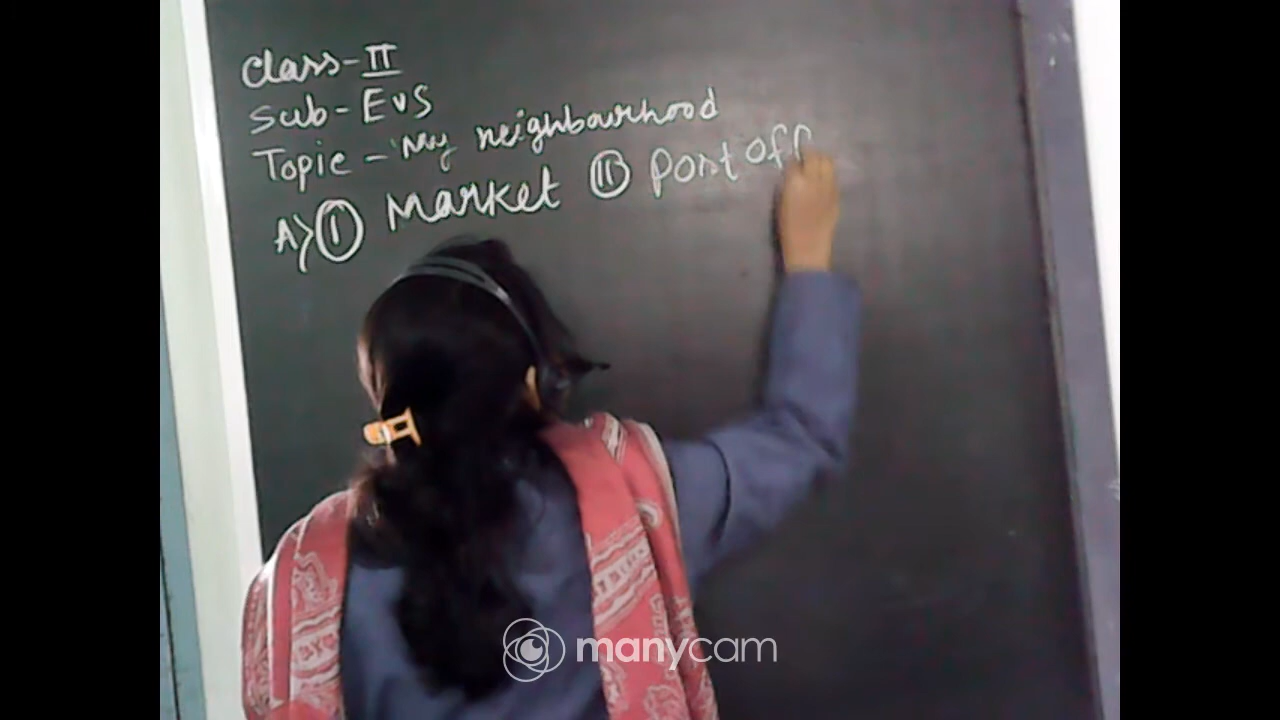 Class-II
Sub-EVS
Topic - My neighbourhood
A) I Market II Post Off
manycam